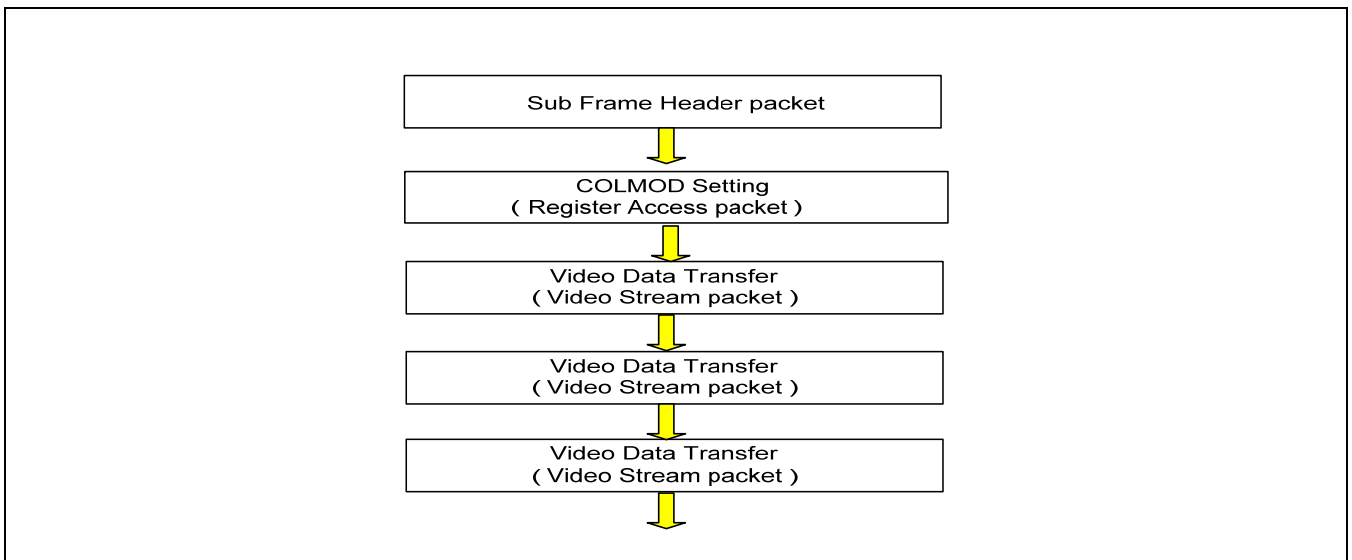 Sub Frame Header packet
COLMOD Setting
( Register Access packet )
Video Data Transfer
( Video Stream packet )
Video Data Transfer
( Video Stream packet )
Video Data Transfer
( Video Stream packet )